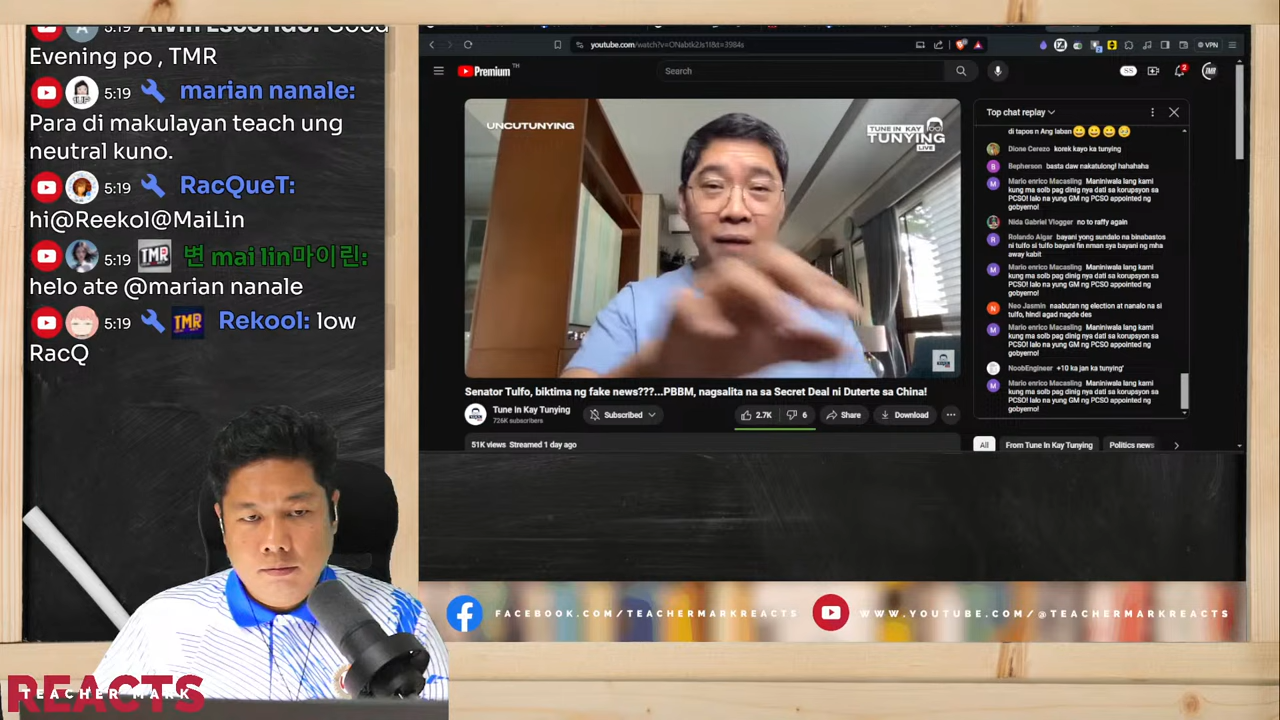 5:19 Alvin Escondo: Good
Evening po , TMR
5:19 marian nanale:
Para di makulayan teach ung
neutral kuno.
5:19 RacQueT:
hi@Reekol@MaiLin
5:19 TMR 변 mai lin마이린:
helo ate @marian nanale
5:19 TMR Rekool: low
RacQ
TEACHER MARK
REACTS
youtube.com/watch?v=ONabtk2Js1I&t=3984s
VPN
Premium TH
Search
SS
2
UNCUTUNYING
TUNE IN KAY
TUNYING
LIVE
Senator Tulfo, biktima ng fake news???...PBBM, nagsalita na sa Secret Deal ni Duterte sa China!
Tune In Kay Tunying
726K subscribers
Subscribed
2.7K
6
Share
Download
51K views Streamed 1 day ago
Top chat replay
di tapos n Ang laban
Dione Cerezo korek kayo ka tunying
Bepherson basta daw nakatulong! hahahaha
Mario enrico Macasling Maniniwala lang kami
kung ma solb pag dinig nya dati sa korupsyon sa
PCSO! lalo na yung GM ng PCSO appointed ng
gobyerno!
Nida Gabriel Vlogger no to raffy again
Rolando Algar bayani yong sundalo na binabastos
ni tulfo si tulfo bayani fin eman sya bayani ng mha
away kabit
Mario enrico Macasling Maniniwala lang kami
kung ma solb pag dinig nya dati sa korupsyon sa
PCSO! lalo na yung GM ng PCSO appointed ng
gobyerno!
Neo Jasmin naabutan ng election at nanalo na si
tulfo, hindi agad nagde des
Mario enrico Macasling Maniniwala lang kami
kung ma solb pag dinig nya dati sa korupsyon sa
PCSO! lalo na yung GM ng PCSO appointed ng
gobyerno!
NoobEngineer +10 ka jan ka tunying'
Mario enrico Macasling Maniniwala lang kami
kung ma solb pag dinig nya dati sa korupsyon sa
PCSO! lalo na yung GM ng PCSO appointed ng
gobyerno!
All
From Tune In Kay Tunying
Politics news
FACEBOOK.COM/TEACHERMARKREACTS
WWW.YOUTUBE.COM/@TEACHERMARKREACTS